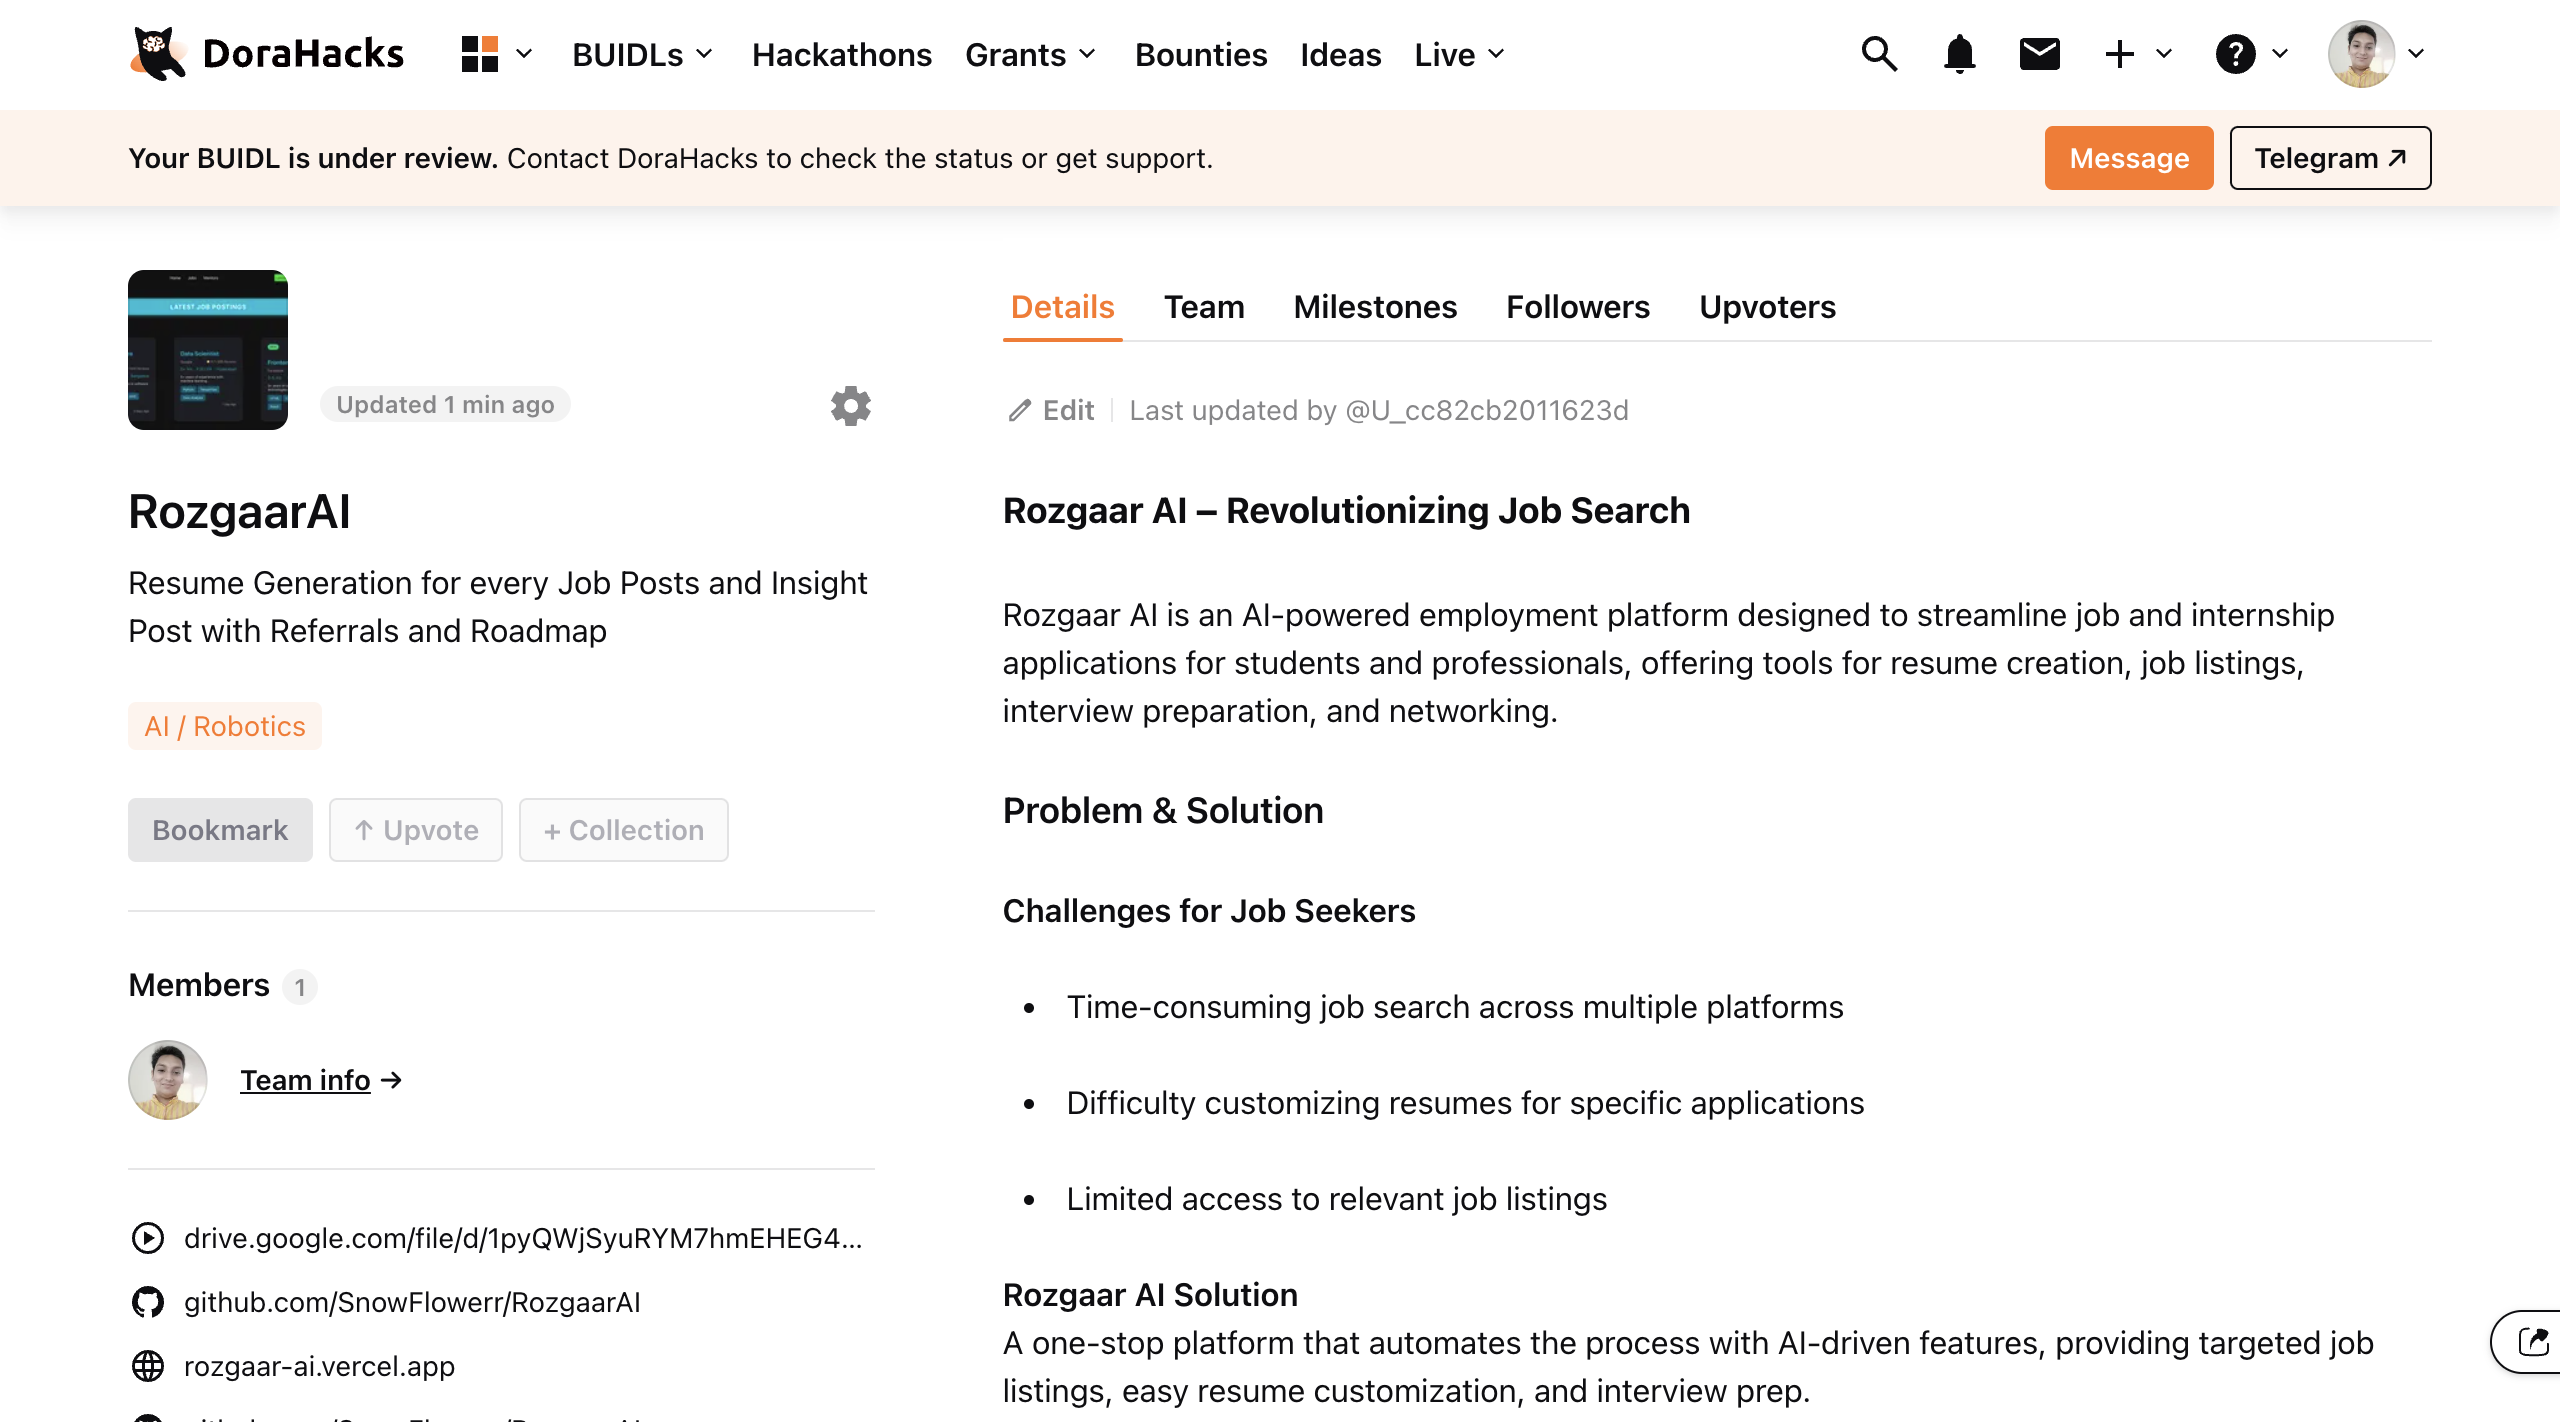 DoraHacks
BUIDLs
Hackathons
Grants
Bounties
Ideas
Live
Your BUIDL is under review. Contact DoraHacks to check the status or get support.
Message
Telegram
LATEST JOB POSTINGS
Data Scientist
Updated 1 min ago
RozgaarAI
Resume Generation for every Job Posts and Insight
Post with Referrals and Roadmap
AI / Robotics
Bookmark
↑ Upvote
+ Collection
Members 1
Team info →
drive.google.com/file/d/1pyQWjSyuRYM7hmEHEG4...
github.com/SnowFlowerr/RozgaarAI
rozgaar-ai.vercel.app
Details
Team
Milestones
Followers
Upvoters
Edit
Last updated by @U_cc82cb2011623d
Rozgaar AI – Revolutionizing Job Search
Rozgaar AI is an AI-powered employment platform designed to streamline job and internship
applications for students and professionals, offering tools for resume creation, job listings,
interview preparation, and networking.
Problem & Solution
Challenges for Job Seekers
• Time-consuming job search across multiple platforms
• Difficulty customizing resumes for specific applications
• Limited access to relevant job listings
Rozgaar AI Solution
A one-stop platform that automates the process with AI-driven features, providing targeted job
listings, easy resume customization, and interview prep.